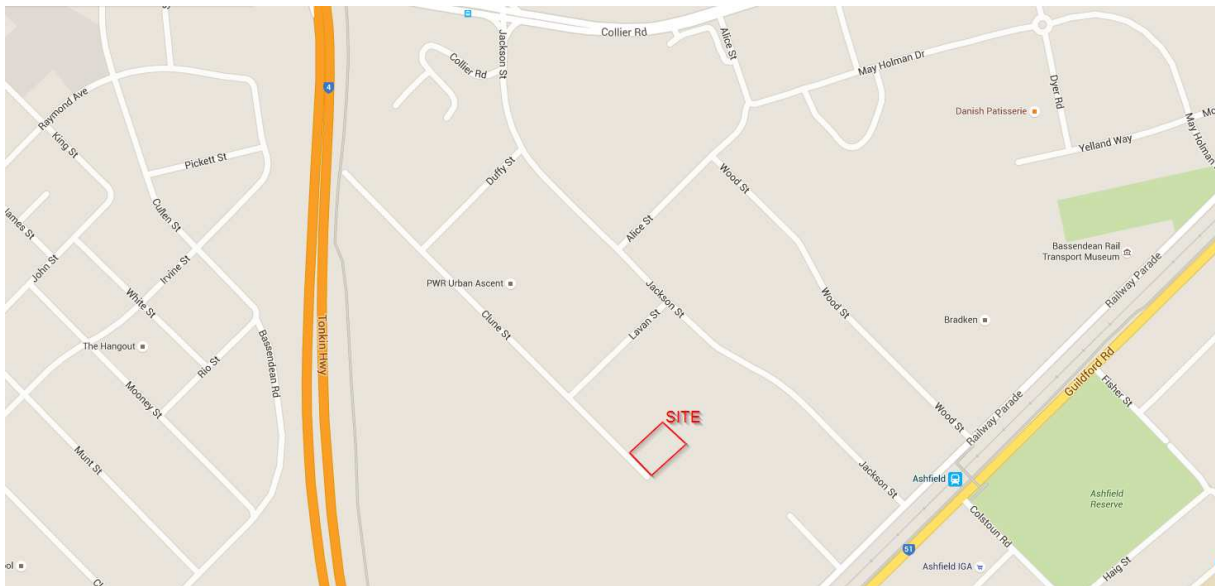 Collier Rd
Jackson St
Alice St
Collier Rd
May Holman Dr
4
Dyer Rd
Raymond Ave
Danish Patisserie
King St
May Holman
Pickett St
Yelland Way
Duffy St
Wood St
Cullen St
James St
Alice St
John St
Irvine St
Bassendean Rail
Transport Museum
PWR Urban Ascent
Jackson St
Wood St
Railway Parade
White St
Clune St
Lavan St
Bradken
The Hangout
Tonkin Hwy
Bassendean Rd
Rio St
Guildford Rd
Mooney St
Fisher St
SITE
Wood St
Railway Parade
Munt St
Jackson St
Ashfield
Ashfield
Reserve
Colstoun Rd
51
Ashfield IGA
Haig St